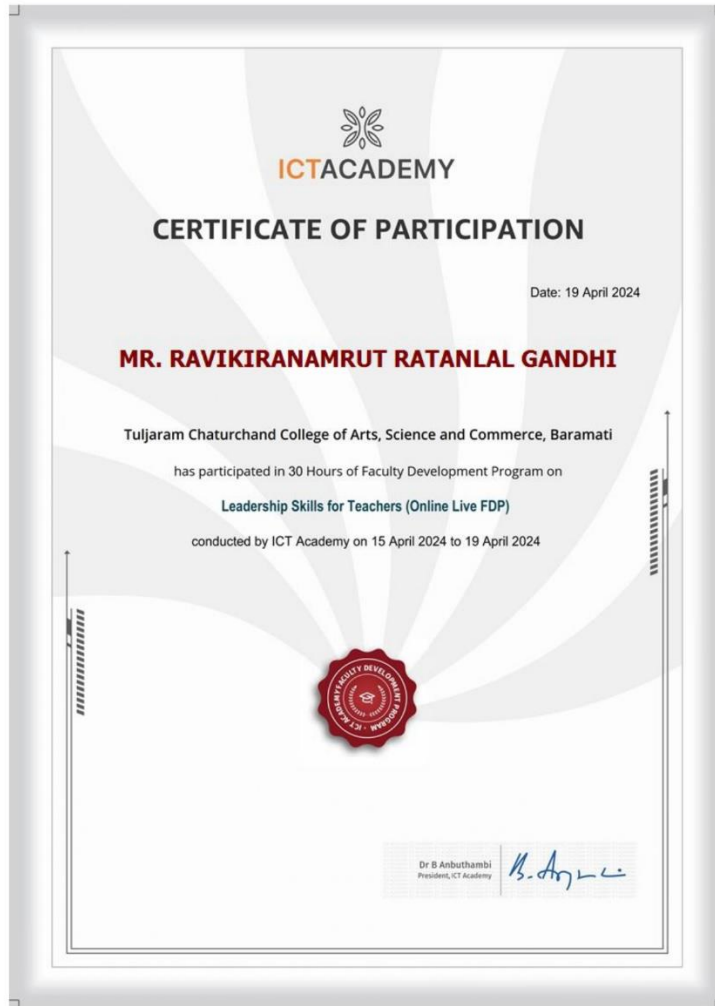 ICTACADEMY
CERTIFICATE OF PARTICIPATION
Date: 19 April 2024
MR. RAVIKIRANAMRUT RATANLAL GANDHI
Tuljaram Chaturchand College of Arts, Science and Commerce, Baramati
has participated in 30 Hours of Faculty Development Program on
Leadership Skills for Teachers (Online Live FDP)
conducted by ICT Academy on 15 April 2024 to 19 April 2024
FACULTY DEVELOPMENT PROGRAM · ICT ACADEMY
Dr B Anbuthambi
President, ICT Academy